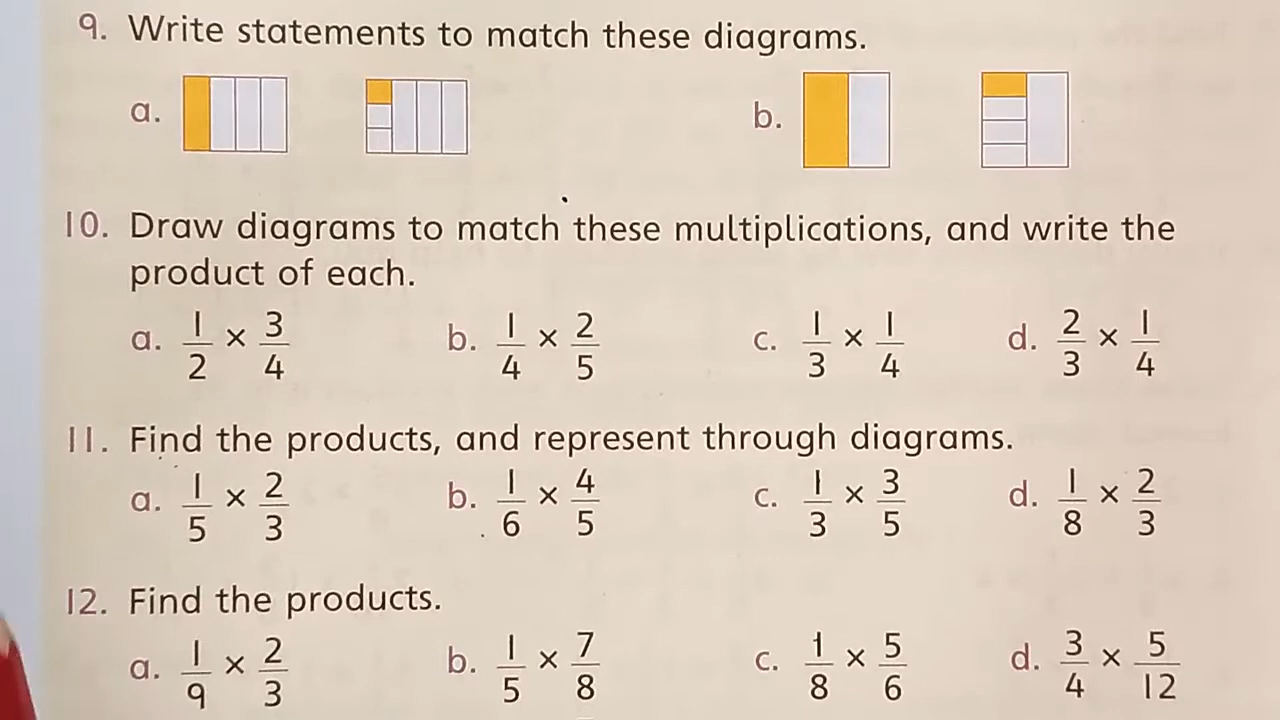 9. Write statements to match these diagrams.
a. b.
10. Draw diagrams to match these multiplications, and write the
product of each.
a. 1/2 × 3/4 b. 1/4 × 2/5 c. 1/3 × 1/4 d. 2/3 × 1/4
11. Find the products, and represent through diagrams.
a. 1/5 × 2/3 b. 1/6 × 4/5 c. 1/3 × 3/5 d. 1/8 × 2/3
12. Find the products.
a. 1/9 × 2/3 b. 1/5 × 7/8 c. 1/8 × 5/6 d. 3/4 × 5/12